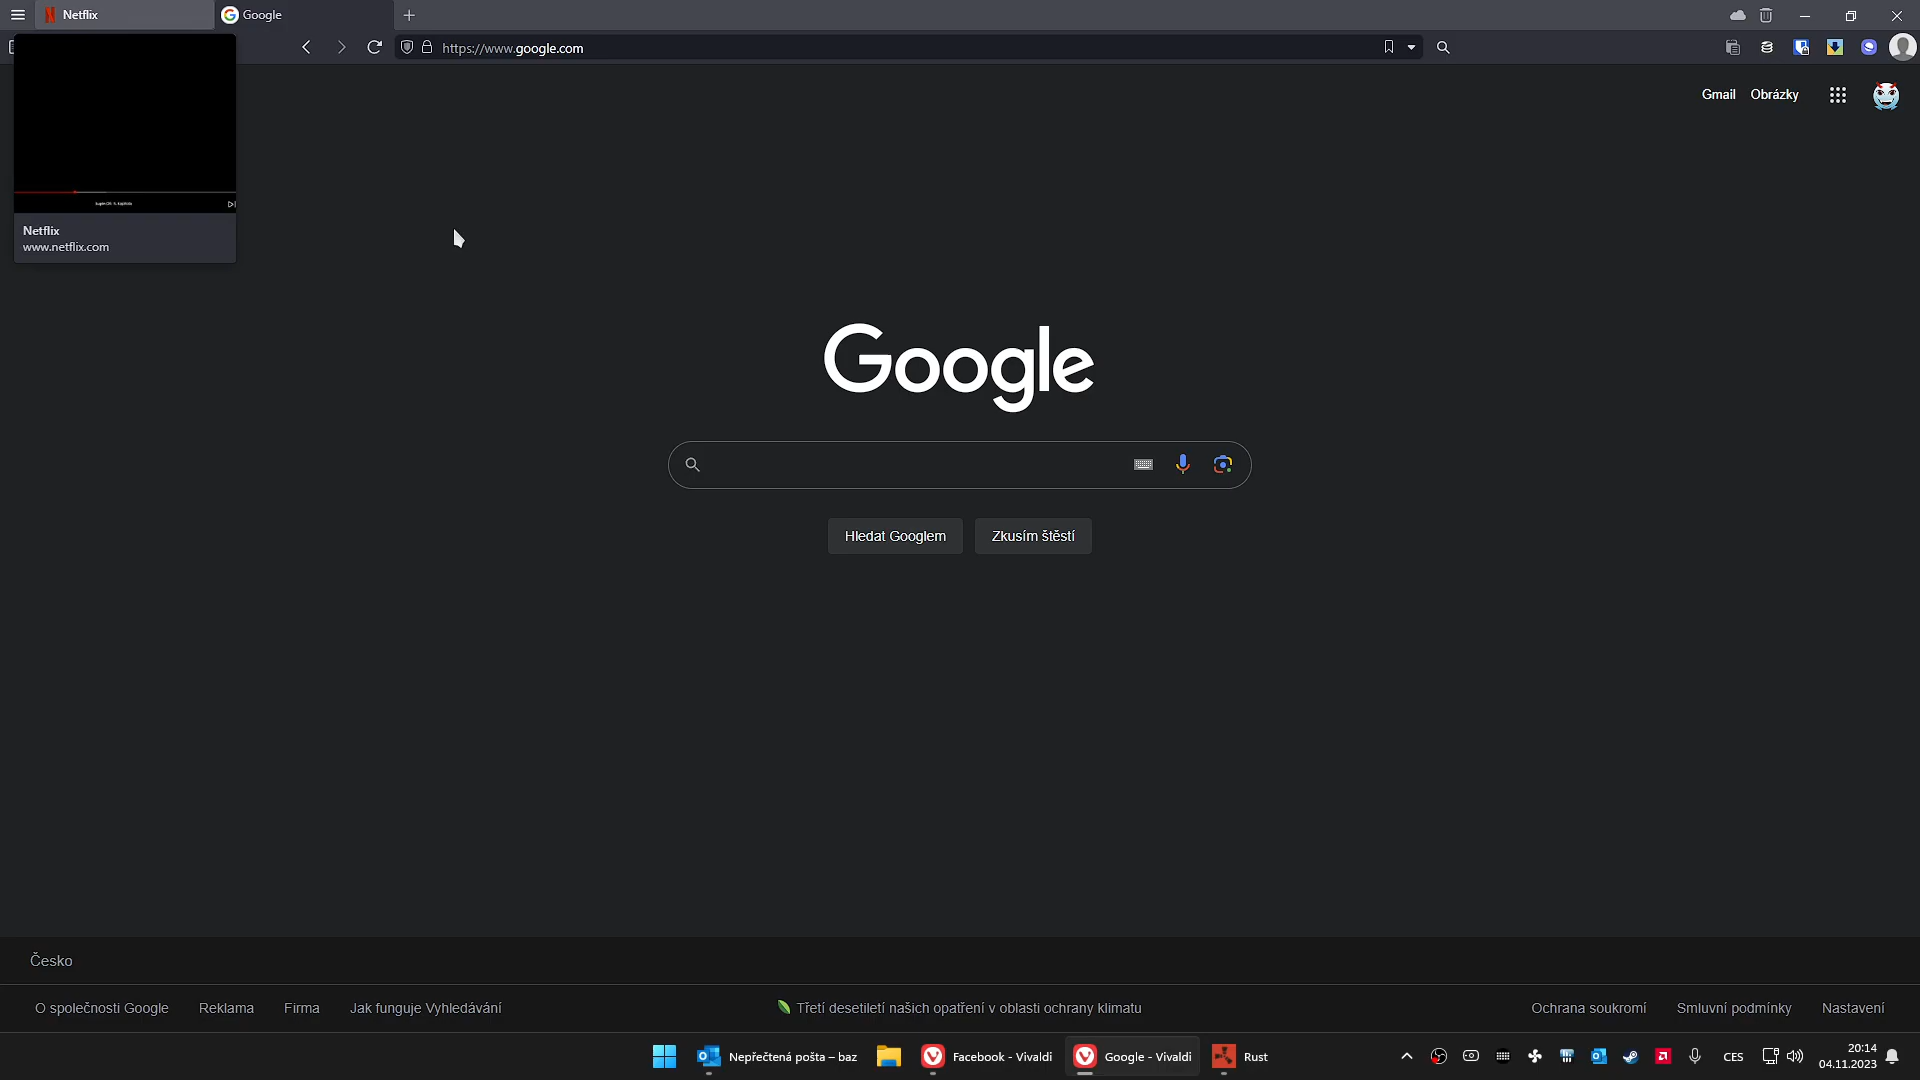 Netflix
Google
https://www.google.com
Gmail
Obrázky
Netflix
www.netflix.com
Google
Hledat Googlem
Zkusím štěstí
Česko
O společnosti Google
Reklama
Firma
Jak funguje Vyhledávání
Třetí desetiletí našich opatření v oblasti ochrany klimatu
Ochrana soukromí
Smluvní podmínky
Nastavení
Nepřečtená pošta – baz
Facebook - Vivaldi
Google - Vivaldi
Rust
CES
20:14
04.11.2023